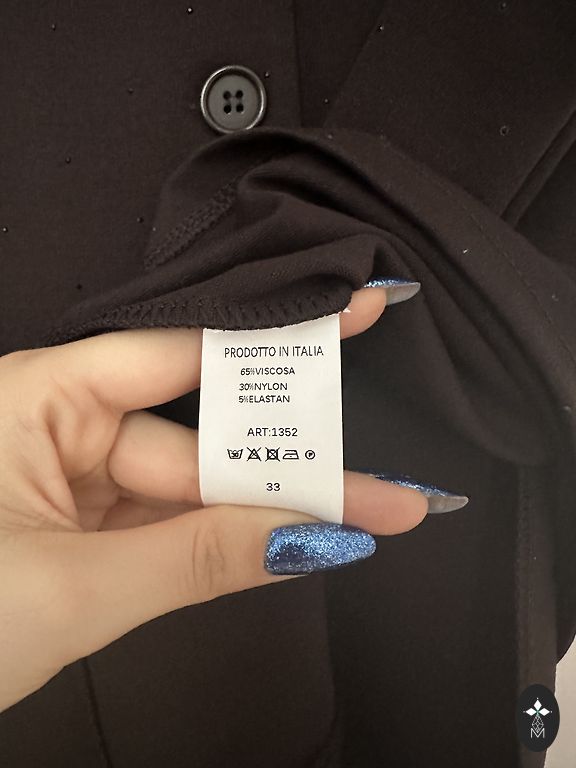 PRODOTTO IN ITALIA
65%VISCOSA
30%NYLON
5%ELASTAN
ART:1352
P
33
M